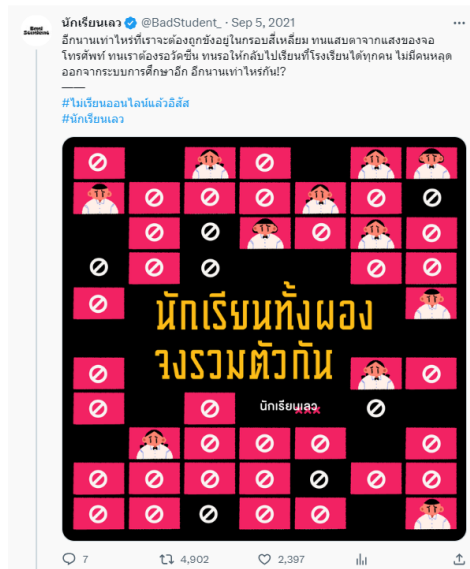 นักเรียนเลว @BadStudent_ · Sep 5, 2021
อีกนานเท่าไหร่ที่เราจะต้องถูกขังอยู่ในกรอบสี่เหลี่ยม ทนแสบตาจากแสงของจอ
โทรศัพท์ ทนเราต้องรอวัคซีน ทนรอให้กลับไปเรียนที่โรงเรียนได้ทุกคน ไม่มีคนหลุด
ออกจากระบบการศึกษาอีก อีกนานเท่าไหร่กัน!?
——
#ไม่เรียนออนไลน์แล้วอิสัส
#นักเรียนเลว
นักเรียนทั้งผอง
จงรวมตัวกัน
นักเรียนเลว
7 4,902 2,397